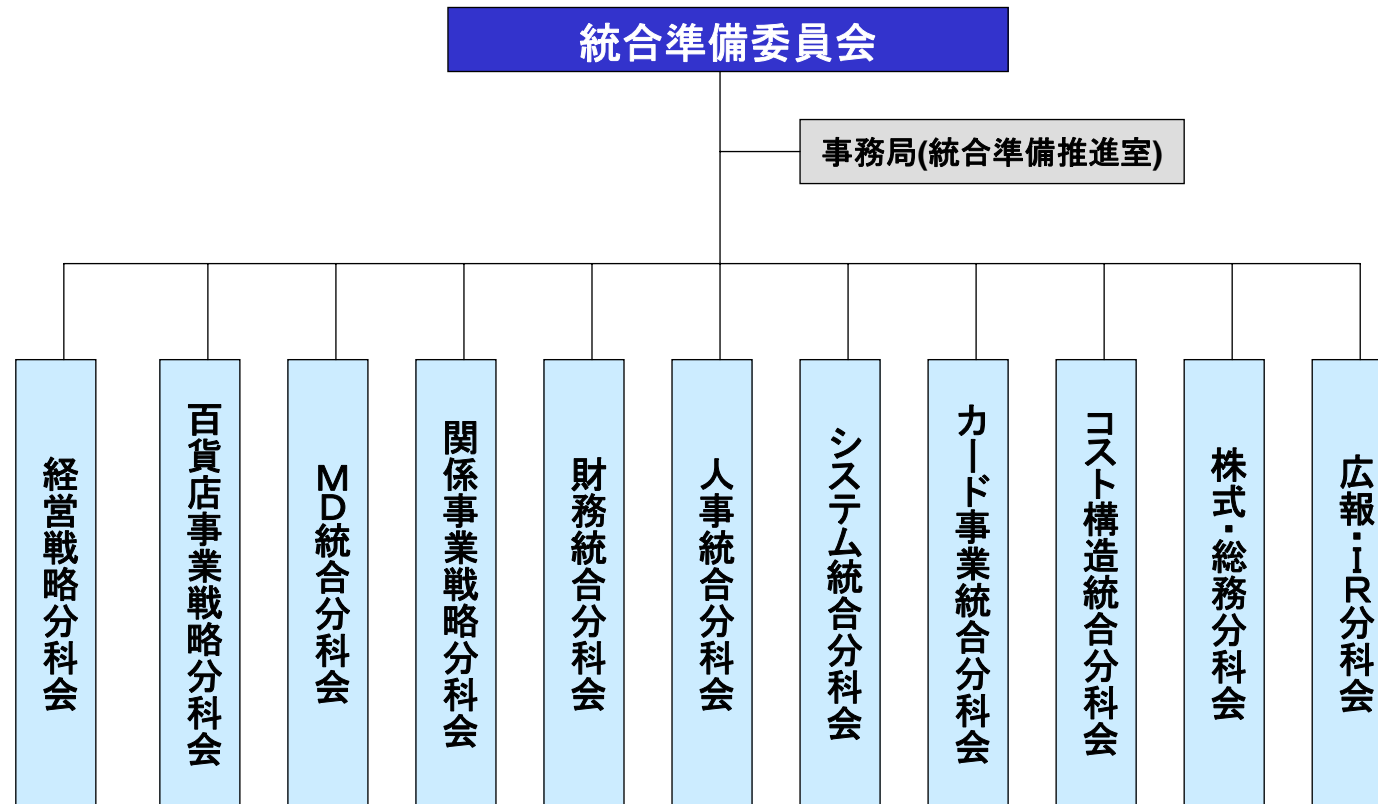 統合準備委員会
事務局(統合準備推進室)
経営戦略分科会
百貨店事業戦略分科会
ＭＤ統合分科会
関係事業戦略分科会
財務統合分科会
人事統合分科会
システム統合分科会
カード事業統合分科会
コスト構造統合分科会
株式・総務分科会
広報・ＩＲ分科会